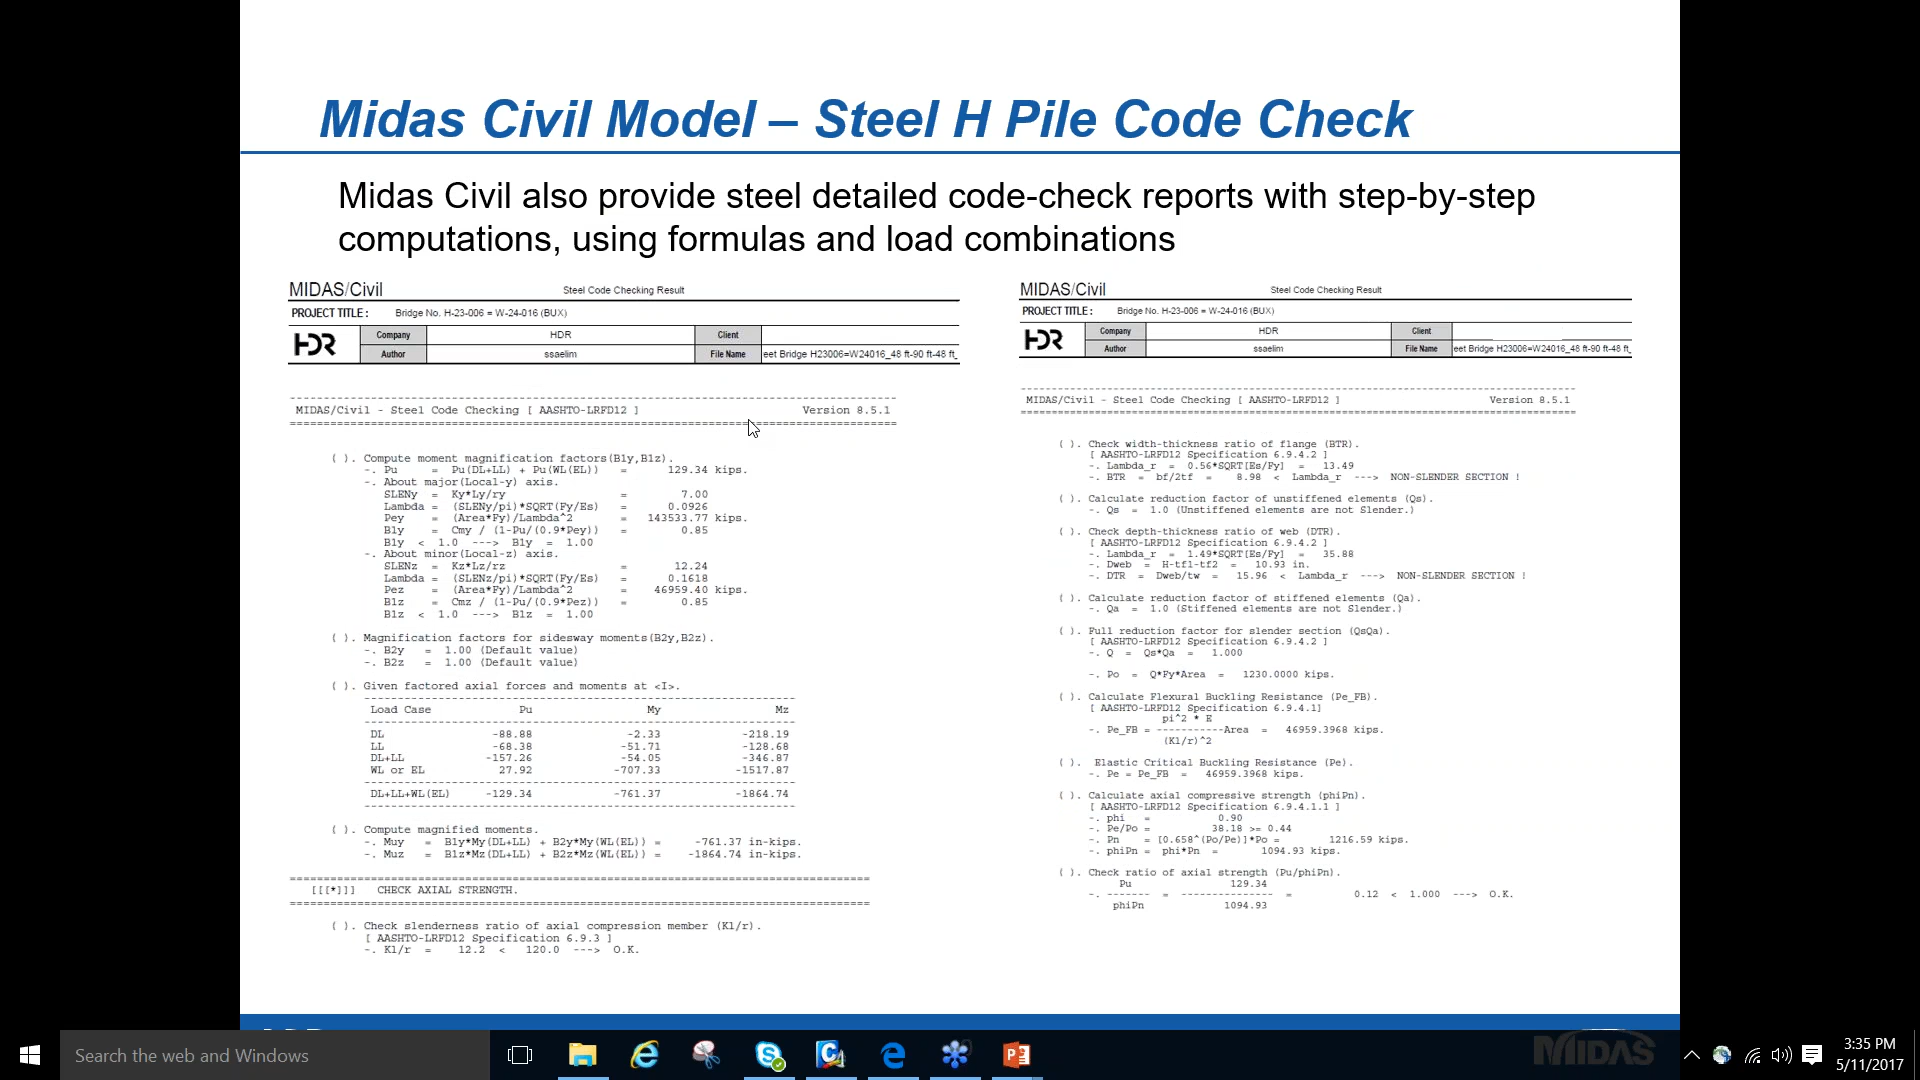 Midas Civil Model – Steel H Pile Code Check
Midas Civil also provide steel detailed code-check reports with step-by-step
computations, using formulas and load combinations
MIDAS/Civil Steel Code Checking Result
PROJECT TITLE : Bridge No. H-23-006 = W-24-016 (BUX)
HDR Company HDR Client
Author ssaelim File Name eet Bridge H23006=W24016_48 ft-90 ft-48 ft_
MIDAS/Civil - Steel Code Checking [ AASHTO-LRFD12 ] Version 8.5.1
( ). Compute moment magnification factors(B1y,B1z).
-. Pu = Pu(DL+LL) + Pu(WL(EL)) = 129.34 kips.
-. About major(Local-y) axis.
SLENy = Ky*Ly/ry = 7.00
Lambda = (SLENy/pi)*SQRT(Fy/Es) = 0.0926
Pey = (Area*Fy)/Lambda^2 = 143533.77 kips.
B1y = Cmy / (1-Pu/(0.9*Pey)) = 0.85
B1y < 1.0 ---> B1y = 1.00
-. About minor(Local-z) axis.
SLENz = Kz*Lz/rz = 12.24
Lambda = (SLENz/pi)*SQRT(Fy/Es) = 0.1618
Pez = (Area*Fy)/Lambda^2 = 46959.40 kips.
B1z = Cmz / (1-Pu/(0.9*Pez)) = 0.85
B1z < 1.0 ---> B1z = 1.00
( ). Magnification factors for sidesway moments(B2y,B2z).
-. B2y = 1.00 (Default value)
-. B2z = 1.00 (Default value)
( ). Given factored axial forces and moments at <I>.
Load Case Pu My Mz
DL -88.88 -2.33 -218.19
LL -68.38 -51.71 -128.68
DL+LL -157.26 -54.05 -346.87
WL or EL 27.92 -707.33 -1517.87
DL+LL+WL(EL) -129.34 -761.37 -1864.74
( ). Compute magnified moments.
-. Muy = B1y*My(DL+LL) + B2y*My(WL(EL)) = -761.37 in-kips.
-. Muz = B1z*Mz(DL+LL) + B2z*Mz(WL(EL)) = -1864.74 in-kips.
[[[*]]] CHECK AXIAL STRENGTH.
( ). Check slenderness ratio of axial compression member (Kl/r).
[ AASHTO-LRFD12 Specification 6.9.3 ]
-. Kl/r = 12.2 < 120.0 ---> O.K.
MIDAS/Civil Steel Code Checking Result
PROJECT TITLE : Bridge No. H-23-006 = W-24-016 (BUX)
HDR Company HDR Client
Author ssaelim File Name eet Bridge H23006=W24016_48 ft-90 ft-48 ft_
MIDAS/Civil - Steel Code Checking [ AASHTO-LRFD12 ] Version 8.5.1
( ). Check width-thickness ratio of flange (BTR).
[ AASHTO-LRFD12 Specification 6.9.4.2 ]
-. Lambda_r = 0.56*SQRT[Es/Fy] = 13.49
-. BTR = bf/2tf = 8.98 < Lambda_r ---> NON-SLENDER SECTION !
( ). Calculate reduction factor of unstiffened elements (Qs).
-. Qs = 1.0 (Unstiffened elements are not Slender.)
( ). Check depth-thickness ratio of web (DTR).
[ AASHTO-LRFD12 Specification 6.9.4.2 ]
-. Lambda_r = 1.49*SQRT[Es/Fy] = 35.88
-. Dweb = H-tf1-tf2 = 10.93 in.
-. DTR = Dweb/tw = 15.96 < Lambda_r ---> NON-SLENDER SECTION !
( ). Calculate reduction factor of stiffened elements (Qa).
-. Qa = 1.0 (Stiffened elements are not Slender.)
( ). Full reduction factor for slender section (QsQa).
[ AASHTO-LRFD12 Specification 6.9.4.2 ]
-. Q = Qs*Qa = 1.000
-. Po = Q*Fy*Area = 1230.0000 kips.
( ). Calculate Flexural Buckling Resistance (Pe_FB).
[ AASHTO-LRFD12 Specification 6.9.4.1]
pi^2 * E
-. Pe_FB = -----------Area = 46959.3968 kips.
(Kl/r)^2
( ). Elastic Critical Buckling Resistance (Pe).
-. Pe = Pe_FB = 46959.3968 kips.
( ). Calculate axial compressive strength (phiPn).
[ AASHTO-LRFD12 Specification 6.9.4.1.1 ]
-. phi = 0.90
-. Pe/Po = 38.18 >= 0.44
-. Pn = [0.658^(Po/Pe)]*Po = 1216.59 kips.
-. phiPn = phi*Pn = 1094.93 kips.
( ). Check ratio of axial strength (Pu/phiPn).
Pu 129.34
-. ------- = --------------- = 0.12 < 1.000 ---> O.K.
phiPn 1094.93
MIDAS
Search the web and Windows
3:35 PM
5/11/2017